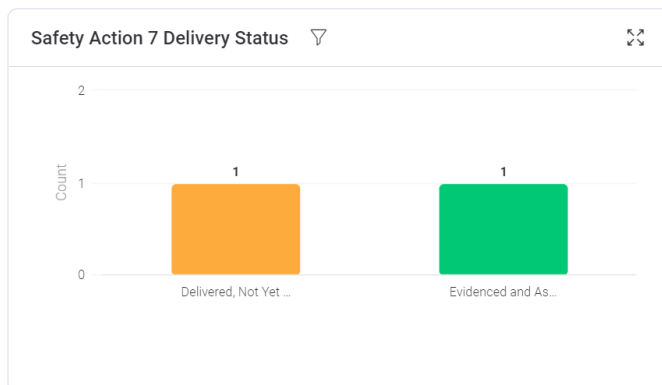 Safety Action 7 Delivery Status
2
1
1
1
0
Count
Delivered, Not Yet ...
Evidenced and As...